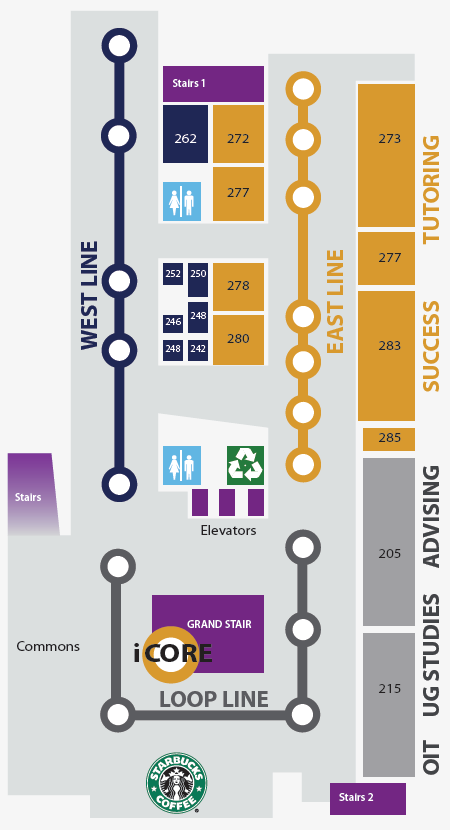 Stairs 1
262
272
273
TUTORING
277
WEST LINE
EAST LINE
252
250
278
277
246
248
280
283
SUCCESS
248
242
285
Stairs
Elevators
205
ADVISING
Commons
GRAND STAIR
iCORE
LOOP LINE
215
UG STUDIES
OIT
STARBUCKS
COFFEE
Stairs 2